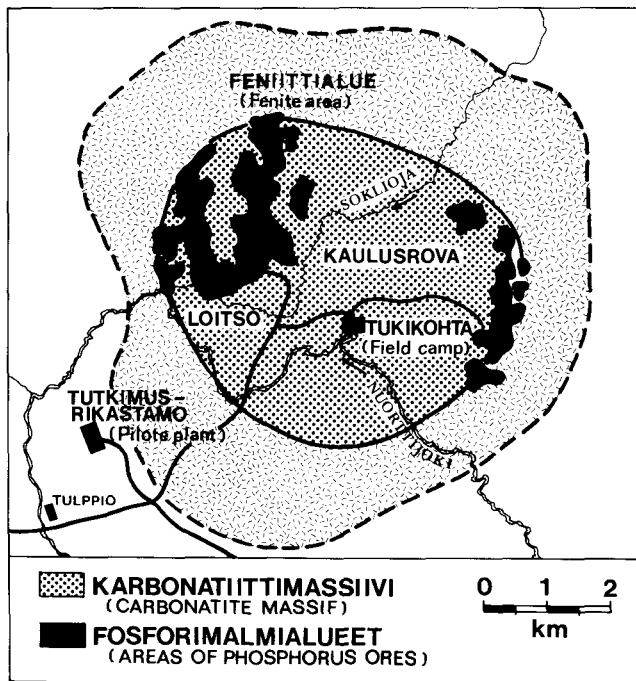 FENIITTIALUE
(Fenite area)
SOKLIOJA
KAULUSROVA
LOITSO
TUKIKOHTA
(Field camp)
NUORTTIJOKI
TUTKIMUS-
RIKASTAMO
(Pilote plant)
TULPPIO
KARBONATIITTIMASSIIVI
(CARBONATITE MASSIF)
FOSFORIMALMIALUEET
(AREAS OF PHOSPHORUS ORES)
0 1 2
km